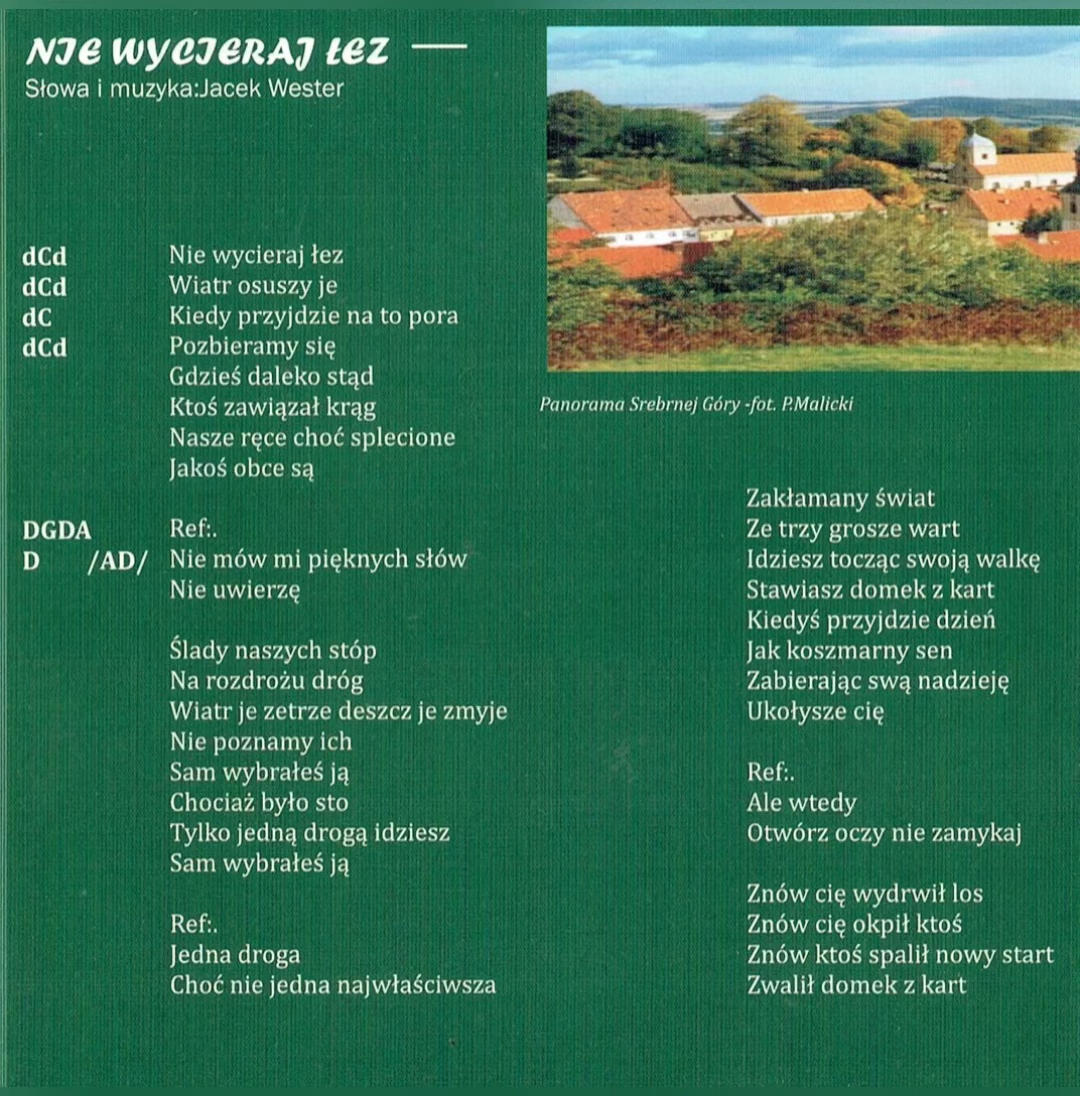 NIE WYCIERAJ ŁEZ —
Słowa i muzyka:Jacek Wester
dCd Nie wycieraj łez
dCd Wiatr osuszy je
dC Kiedy przyjdzie na to pora
dCd Pozbieramy się
Gdzieś daleko stąd
Ktoś zawiązał krąg
Nasze ręce choć splecione
Jakoś obce są
DGDA Ref:.
D /AD/ Nie mów mi pięknych słów
Nie uwierzę
Ślady naszych stóp
Na rozdrożu dróg
Wiatr je zetrze deszcz je zmyje
Nie poznamy ich
Sam wybrałeś ją
Chociaż było sto
Tylko jedną drogą idziesz
Sam wybrałeś ją
Ref:.
Jedna droga
Choć nie jedna najwłaściwsza
Panorama Srebrnej Góry -fot. P.Malicki
Zakłamany świat
Ze trzy grosze wart
Idziesz tocząc swoją walkę
Stawiasz domek z kart
Kiedyś przyjdzie dzień
Jak koszmarny sen
Zabierając swą nadzieję
Ukołysze cię
Ref:.
Ale wtedy
Otwórz oczy nie zamykaj
Znów cię wydrwił los
Znów cię okpił ktoś
Znów ktoś spalił nowy start
Zwalił domek z kart